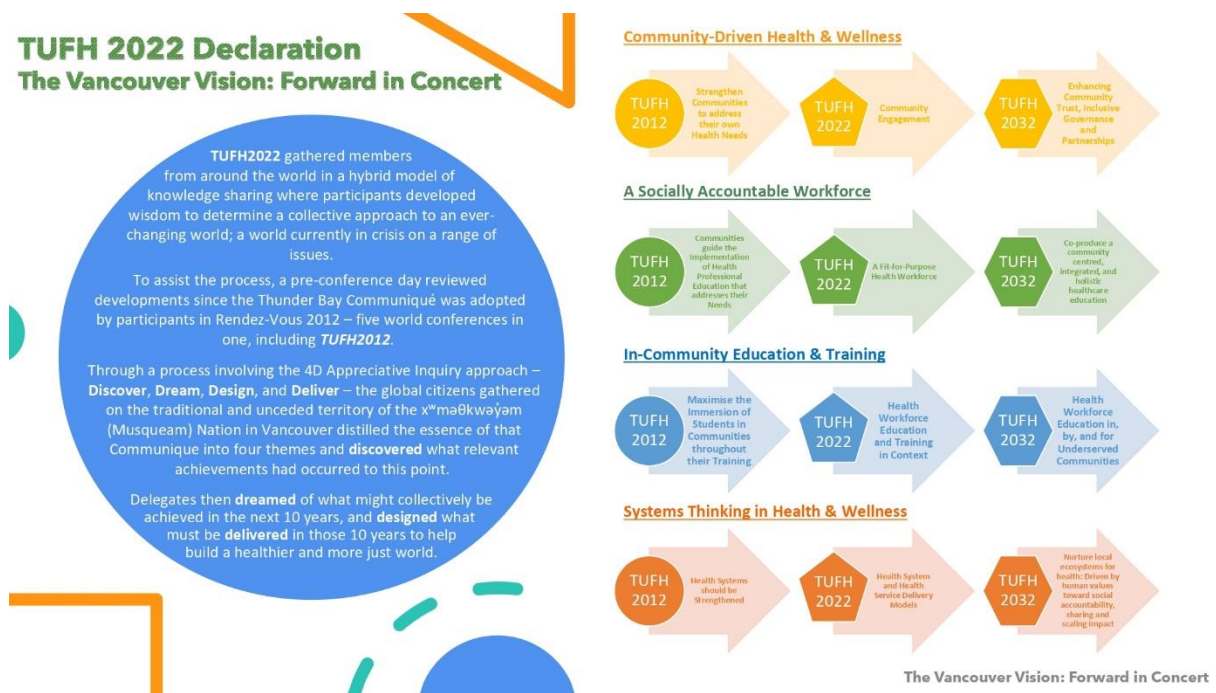 TUFH 2022 Declaration
The Vancouver Vision: Forward in Concert
TUFH2022 gathered members
from around the world in a hybrid model of
knowledge sharing where participants developed
wisdom to determine a collective approach to an ever-
changing world; a world currently in crisis on a range of
issues.
To assist the process, a pre-conference day reviewed
developments since the Thunder Bay Communiqué was adopted
by participants in Rendez-Vous 2012 – five world conferences in
one, including TUFH2012.
Through a process involving the 4D Appreciative Inquiry approach –
Discover, Dream, Design, and Deliver – the global citizens gathered
on the traditional and unceded territory of the xʷməθkwəy̓əm
(Musqueam) Nation in Vancouver distilled the essence of that
Communique into four themes and discovered what relevant
achievements had occurred to this point.
Delegates then dreamed of what might collectively be
achieved in the next 10 years, and designed what
must be delivered in those 10 years to help
build a healthier and more just world.
Community-Driven Health & Wellness
TUFH
2012
Strengthen
Communities
to address
their own
Health Needs
TUFH
2022
Community
Engagement
TUFH
2032
Enhancing
Community
Trust, Inclusive
Governance
and
Partnerships
A Socially Accountable Workforce
TUFH
2012
Communities
guide the
Implementation
of Health
Professional
Education that
addresses their
Needs
TUFH
2022
A Fit-for-Purpose
Health Workforce
TUFH
2032
Co-produce a
community
centred,
integrated, and
holistic
healthcare
education
In-Community Education & Training
TUFH
2012
Maximise the
Immersion of
Students in
Communities
throughout
their Training
TUFH
2022
Health
Workforce
Education
and Training
in Context
TUFH
2032
Health
Workforce
Education in,
by, and for
Underserved
Communities
Systems Thinking in Health & Wellness
TUFH
2012
Health Systems
should be
Strengthened
TUFH
2022
Health System
and Health
Service Delivery
Models
TUFH
2032
Nurture local
ecosystems for
health: Driven by
human values
toward social
accountability,
sharing and
scaling impact
The Vancouver Vision: Forward in Concert